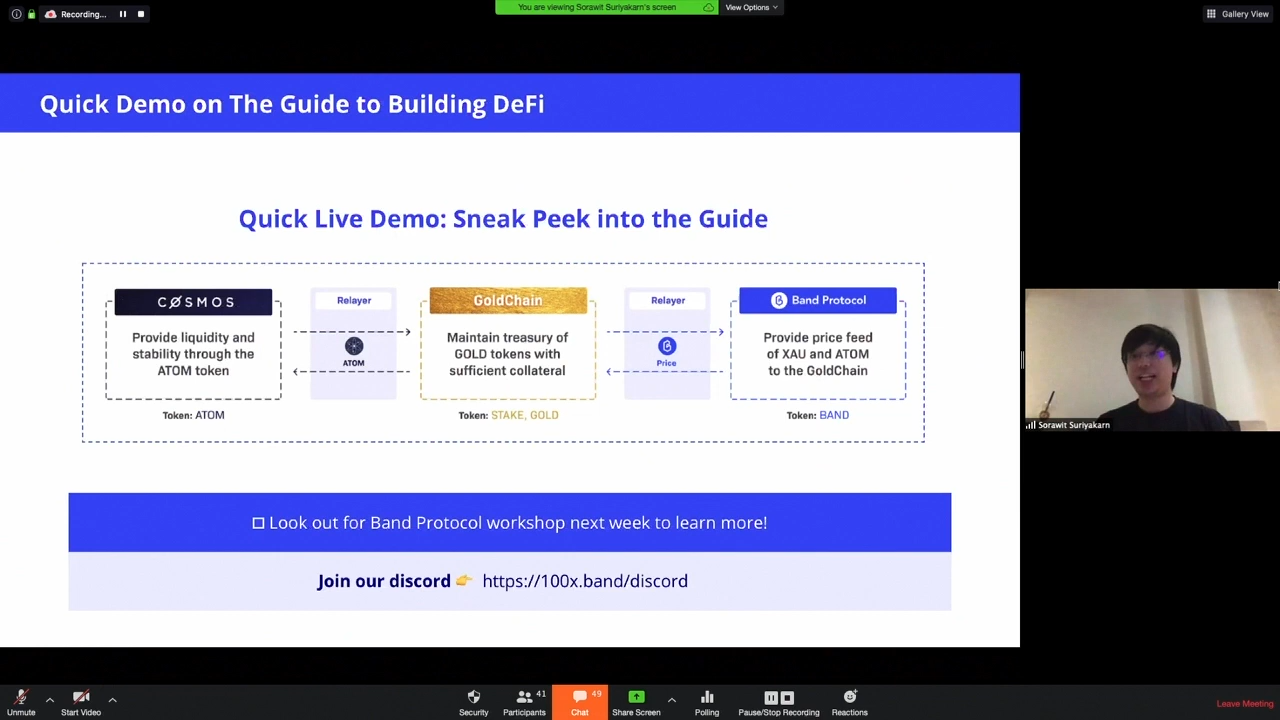 Recording...
You are viewing Sorawit Suriyakarn's screen
View Options
Gallery View
Quick Demo on The Guide to Building DeFi
Quick Live Demo: Sneak Peek into the Guide
CØSMOS
Provide liquidity and
stability through the
ATOM token
Token: ATOM
Relayer
ATOM
GoldChain
Maintain treasury of
GOLD tokens with
sufficient collateral
Token: STAKE, GOLD
Relayer
Price
Band Protocol
Provide price feed
of XAU and ATOM
to the GoldChain
Token: BAND
Look out for Band Protocol workshop next week to learn more!
Join our discord 👉 https://100x.band/discord
Sorawit Suriyakarn
Unmute
Start Video
Security
Participants
41
Chat
49
Share Screen
Polling
Pause/Stop Recording
Reactions
Leave Meeting